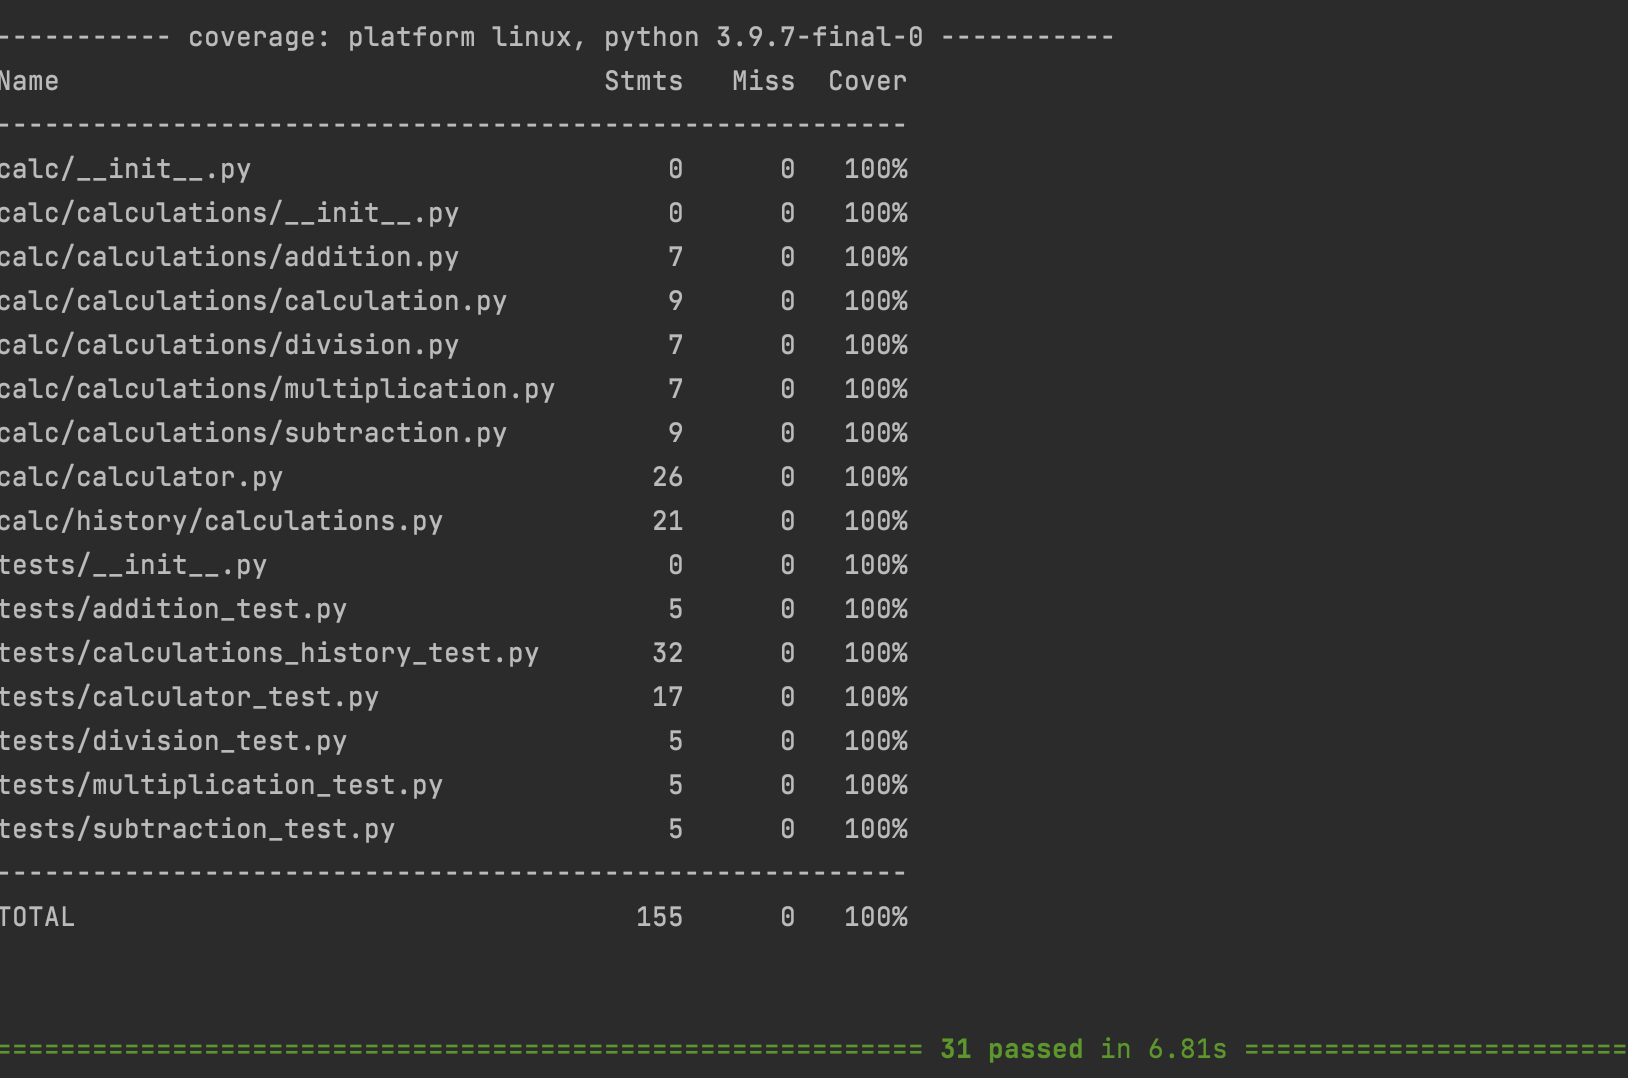 ----------- coverage: platform linux, python 3.9.7-final-0 -----------
Name                                  Stmts   Miss  Cover
---------------------------------------------------------
calc/__init__.py                          0      0   100%
calc/calculations/__init__.py             0      0   100%
calc/calculations/addition.py             7      0   100%
calc/calculations/calculation.py          9      0   100%
calc/calculations/division.py             7      0   100%
calc/calculations/multiplication.py       7      0   100%
calc/calculations/subtraction.py          9      0   100%
calc/calculator.py                       26      0   100%
calc/history/calculations.py             21      0   100%
tests/__init__.py                         0      0   100%
tests/addition_test.py                    5      0   100%
tests/calculations_history_test.py       32      0   100%
tests/calculator_test.py                 17      0   100%
tests/division_test.py                    5      0   100%
tests/multiplication_test.py              5      0   100%
tests/subtraction_test.py                 5      0   100%
---------------------------------------------------------
TOTAL                                   155      0   100%
========================================================== 31 passed in 6.81s ========================